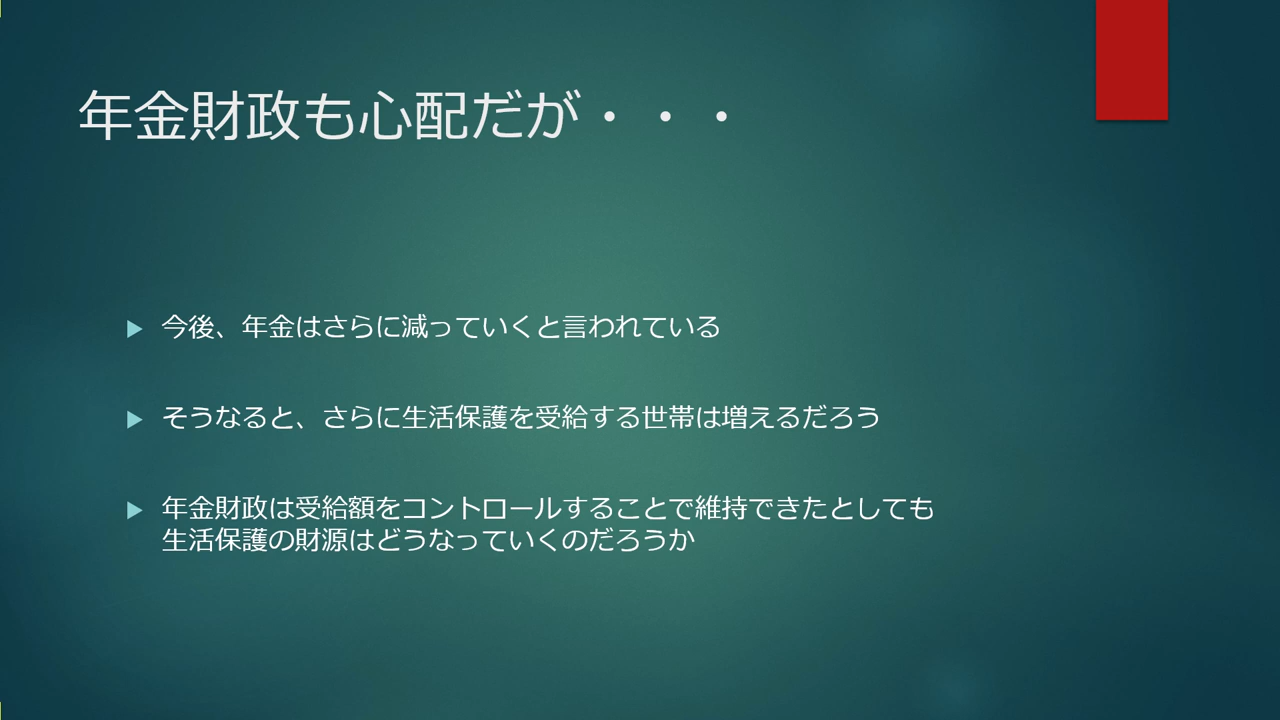 年金財政も心配だが・・・
今後、年金はさらに減っていくと言われている
そうなると、さらに生活保護を受給する世帯は増えるだろう
年金財政は受給額をコントロールすることで維持できたとしても
生活保護の財源はどうなっていくのだろうか